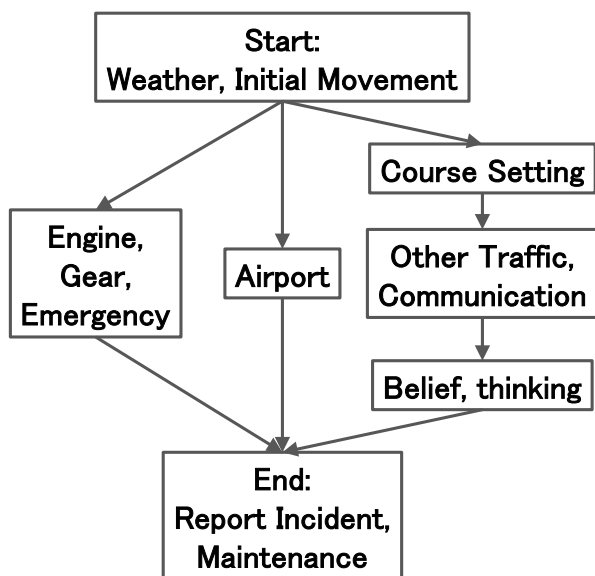 Start:
Weather, Initial Movement
Course Setting
Engine,
Gear,
Emergency
Airport
Other Traffic,
Communication
Belief, thinking
End:
Report Incident,
Maintenance